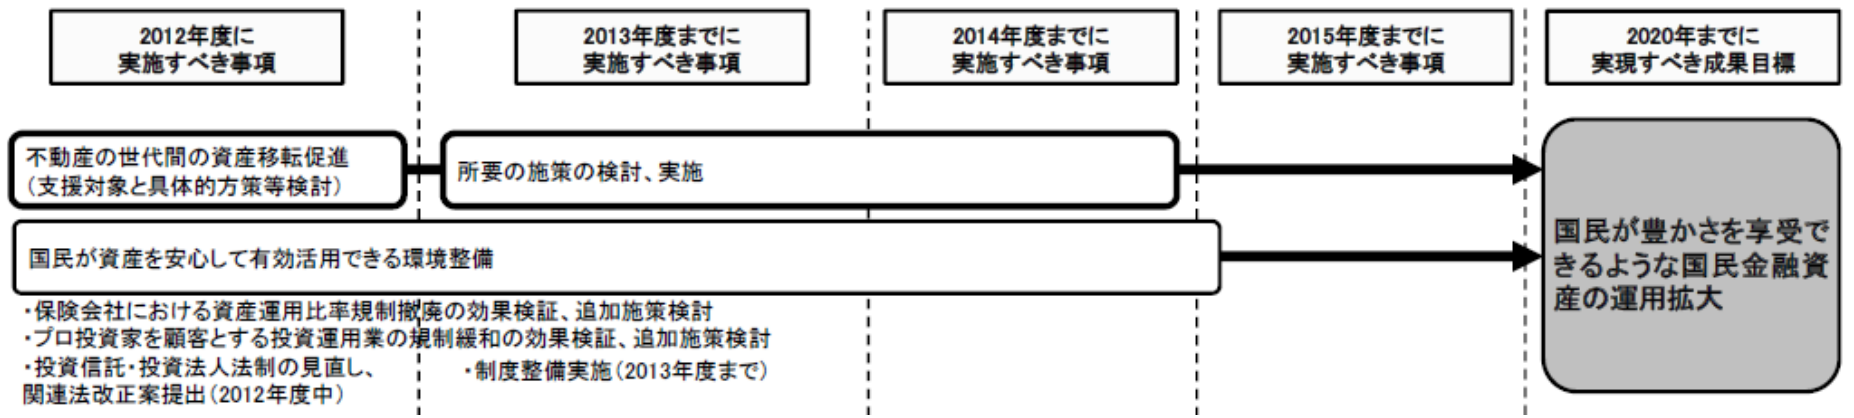 2012年度に
実施すべき事項
2013年度までに
実施すべき事項
2014年度までに
実施すべき事項
2015年度までに
実施すべき事項
2020年までに
実現すべき成果目標
不動産の世代間の資産移転促進
（支援対象と具体的方策等検討）
所要の施策の検討、実施
国民が資産を安心して有効活用できる環境整備
・保険会社における資産運用比率規制撤廃の効果検証、追加施策検討
・プロ投資家を顧客とする投資運用業の規制緩和の効果検証、追加施策検討
・投資信託・投資法人法制の見直し、
関連法改正案提出（2012年度中）
・制度整備実施（2013年度まで）
国民が豊かさを享受で
きるような国民金融資
産の運用拡大